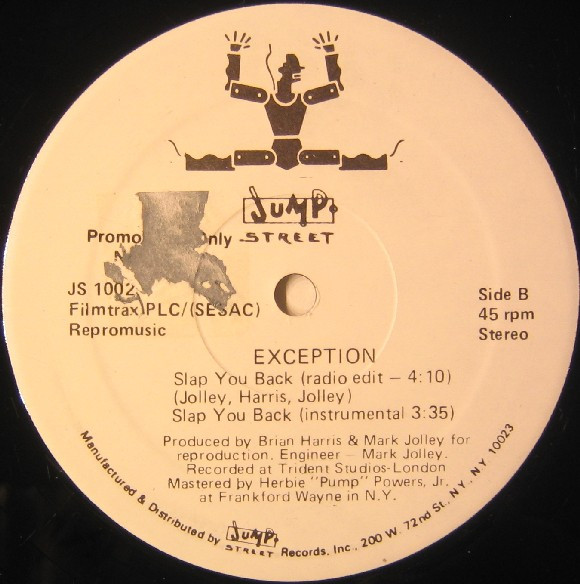 JUMP
STREET
Promo nly
JS 1002
Filmtrax PLC/(SESAC)
Repromusic
Side B
45 rpm
Stereo
EXCEPTION
Slap You Back (radio edit – 4:10)
(Jolley, Harris, Jolley)
Slap You Back (instrumental 3:35)
Produced by Brian Harris & Mark Jolley for
reproduction. Engineer – Mark Jolley.
Recorded at Trident Studios-London
Mastered by Herbie "Pump" Powers, Jr.
at Frankford Wayne in N.Y.
Manufactured & Distributed by JUMP STREET Records, Inc., 200 W. 72nd St., NY, NY 10023